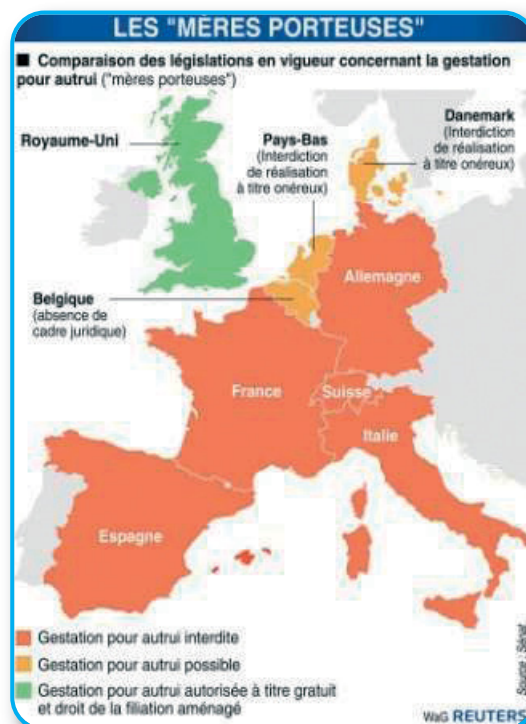 LES "MÈRES PORTEUSES"
■ Comparaison des législations en vigueur concernant la gestation
pour autrui ("mères porteuses")
Royaume-Uni
Pays-Bas
(Interdiction
de réalisation
à titre onéreux)
Danemark
(Interdiction
de réalisation
à titre onéreux)
Allemagne
Belgique
(absence de
cadre juridique)
France
Suisse
Italie
Espagne
Gestation pour autrui interdite
Gestation pour autrui possible
Gestation pour autrui autorisée à titre gratuit
et droit de la filiation aménagé
Source : Sénat
WaG REUTERS